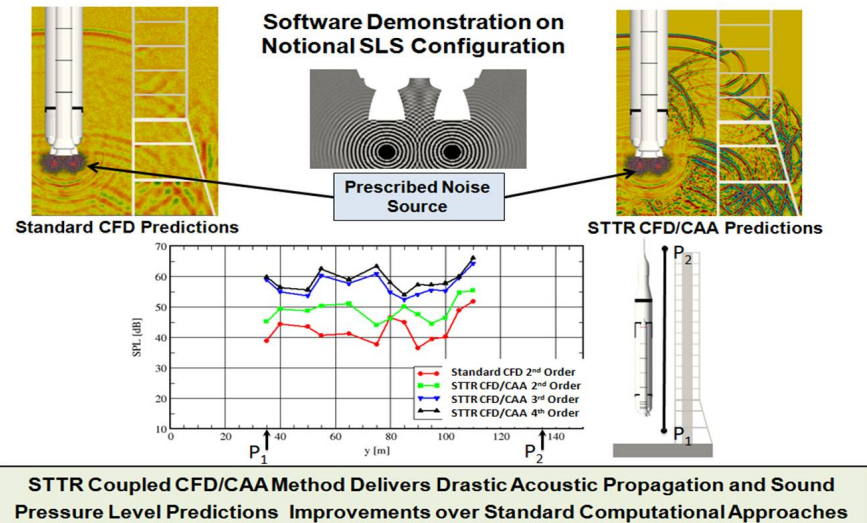 Software Demonstration on
Notional SLS Configuration
Prescribed Noise
Source
Standard CFD Predictions
STTR CFD/CAA Predictions
70
60
50
40
30
20
10
SPL [dB]
0
20
40
60
80
100
120
140
y [m]
P1
P2
Standard CFD 2nd Order
STTR CFD/CAA 2nd Order
STTR CFD/CAA 3rd Order
STTR CFD/CAA 4th Order
P2
P1
STTR Coupled CFD/CAA Method Delivers Drastic Acoustic Propagation and Sound
Pressure Level Predictions Improvements over Standard Computational Approaches